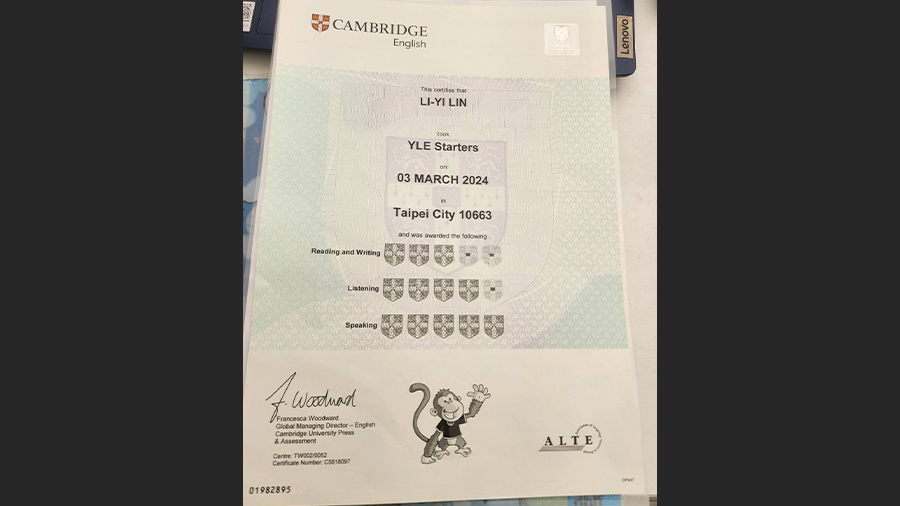 CAMBRIDGE
English
Lenovo
This certifies that
LI-YI LIN
took
YLE Starters
on
03 MARCH 2024
in
Taipei City 10663
and was awarded the following
Reading and Writing
Listening
Speaking
F. Woodward
Francesca Woodward
Global Managing Director – English
Cambridge University Press
& Assessment
Centre: TW002/0052
Certificate Number: C5818097
ALTE
01982895